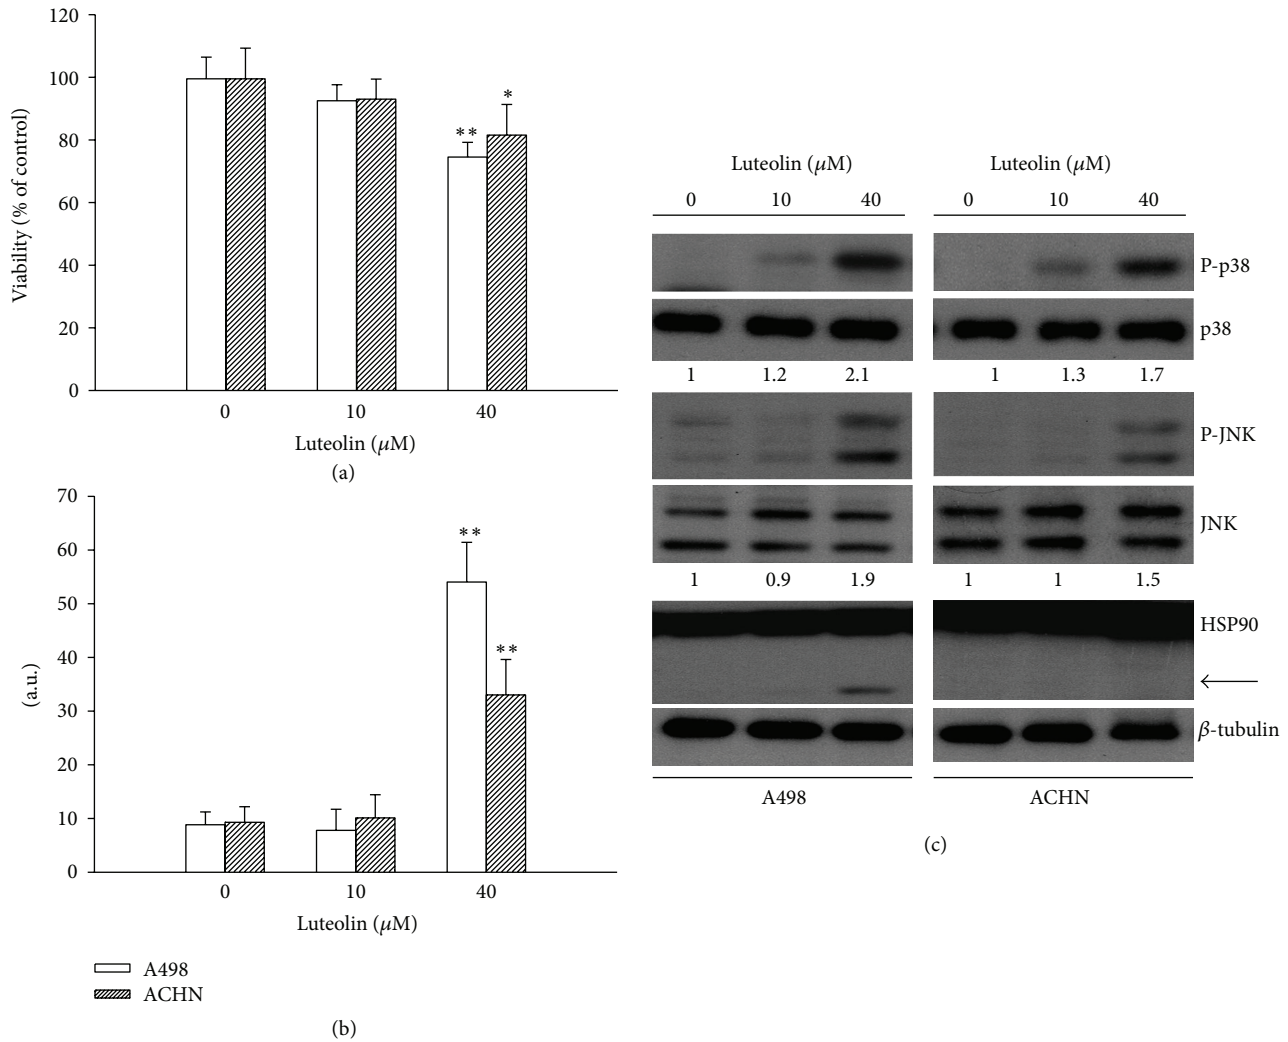 120
100
80
60
40
20
0
Viability (% of control)
**
*
0 10 40
Luteolin (μM)
(a)
70
60
50
40
30
20
10
0
(a.u.)
**
**
0 10 40
Luteolin (μM)
A498
ACHN
(b)
Luteolin (μM) Luteolin (μM)
0 10 40 0 10 40
P-p38
p38
1 1.2 2.1 1 1.3 1.7
P-JNK
JNK
1 0.9 1.9 1 1 1.5
HSP90
β-tubulin
A498 ACHN
(c)